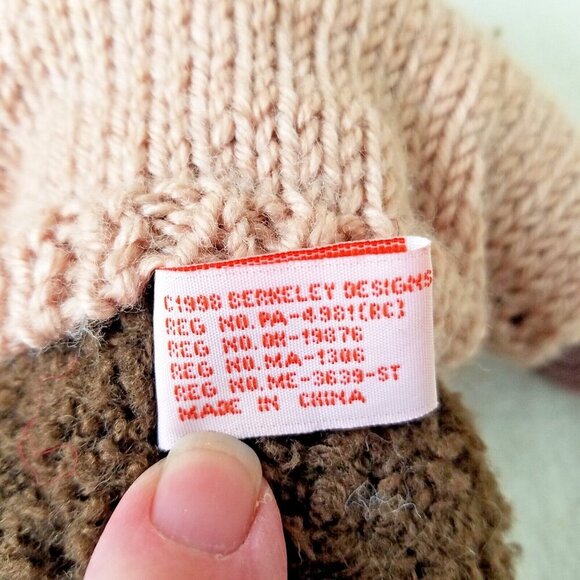 ©1998 BERKELEY DESIGNS
REG NO.PA-4981(RC)
REG NO.OH-19876
REG NO.MA-1306
REG NO.ME-3639-ST
MADE IN CHINA